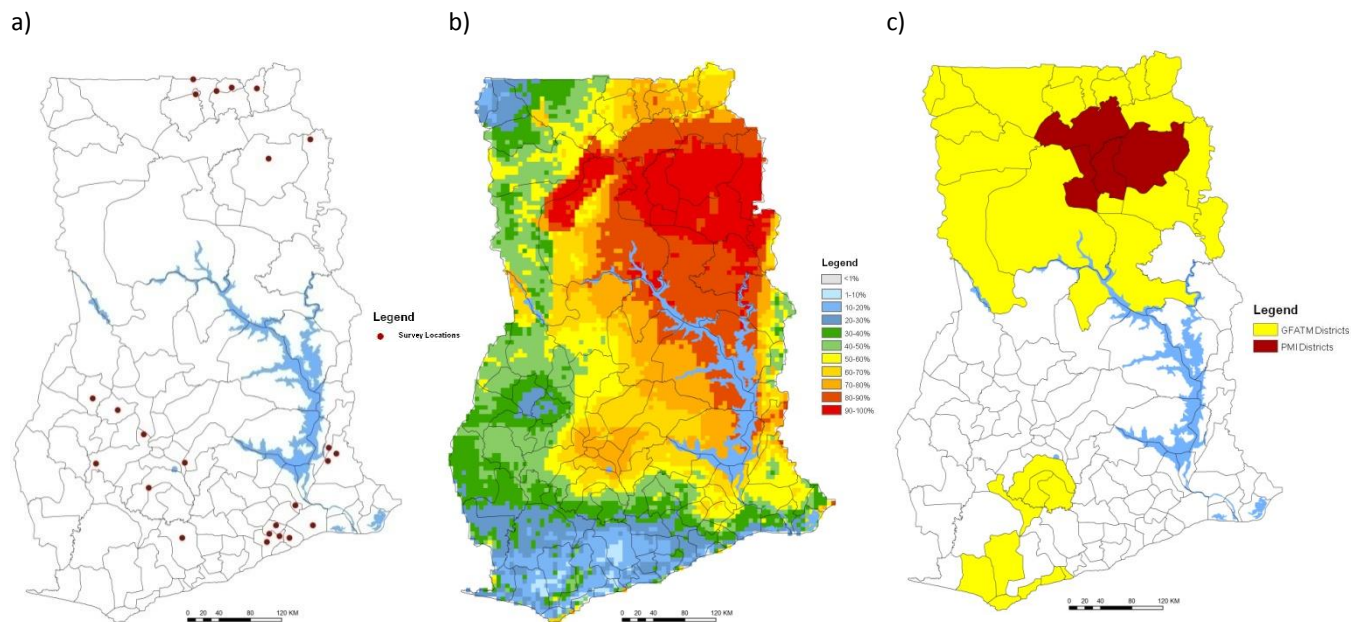 a)
b)
c)
Legend
Survey Locations
0 20 40 80 120 KM
Legend
<1%
1-10%
10-20%
20-30%
30-40%
40-50%
50-60%
60-70%
70-80%
80-90%
90-100%
0 20 40 80 120 KM
Legend
GFATM Districts
PMI Districts
0 20 40 80 120 KM